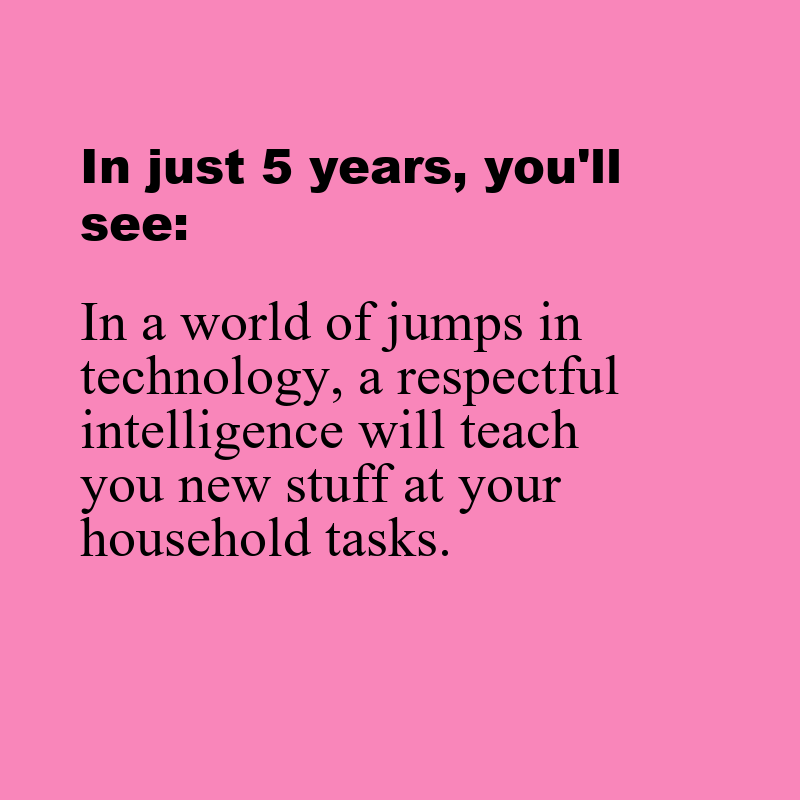 In just 5 years, you'll
see:
In a world of jumps in
technology, a respectful
intelligence will teach
you new stuff at your
household tasks.